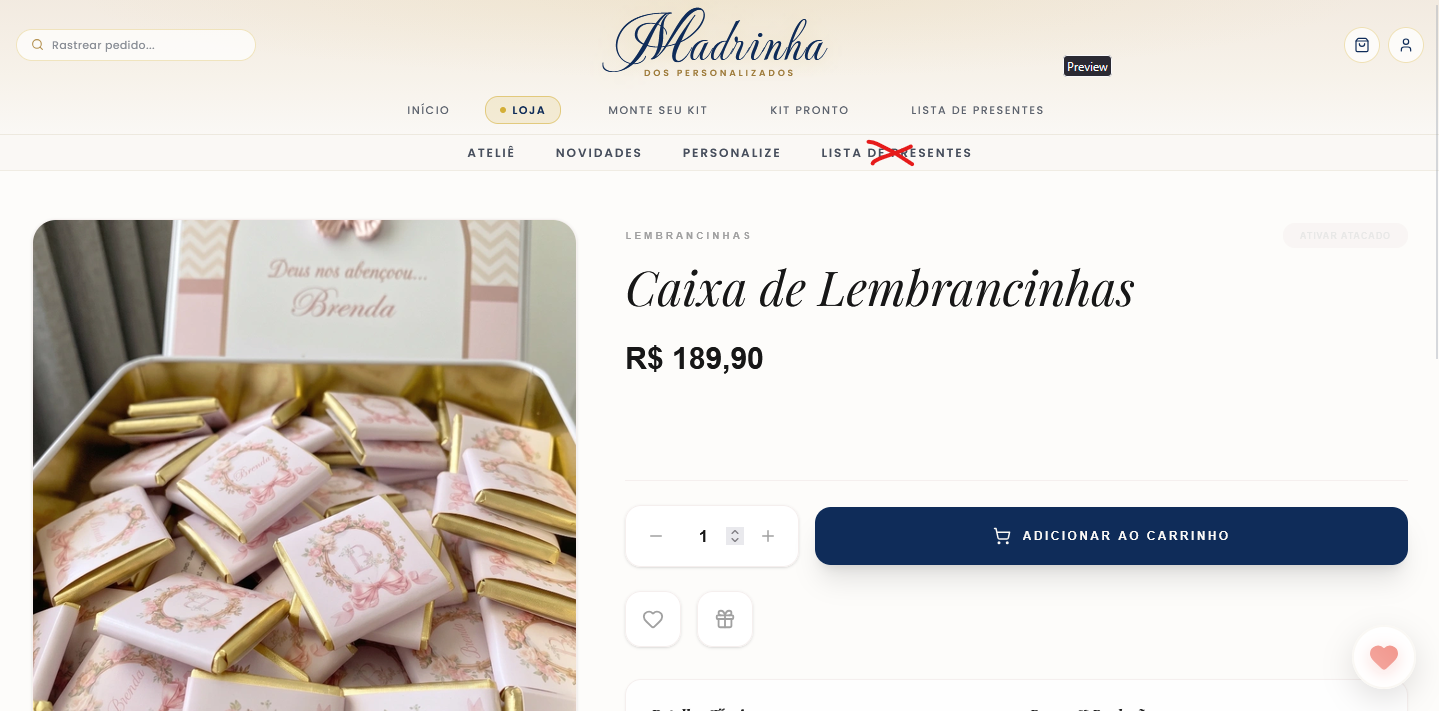 Rastrear pedido...
Madrinha
DOS PERSONALIZADOS
Preview
INÍCIO
LOJA
MONTE SEU KIT
KIT PRONTO
LISTA DE PRESENTES
ATELIÊ
NOVIDADES
PERSONALIZE
LISTA DE PRESENTES
Deus nos abençoou...
Brenda
LEMBRANCINHAS
ATIVAR ATACADO
Caixa de Lembrancinhas
R$ 189,90
1
ADICIONAR AO CARRINHO
Brenda
B
Brenda